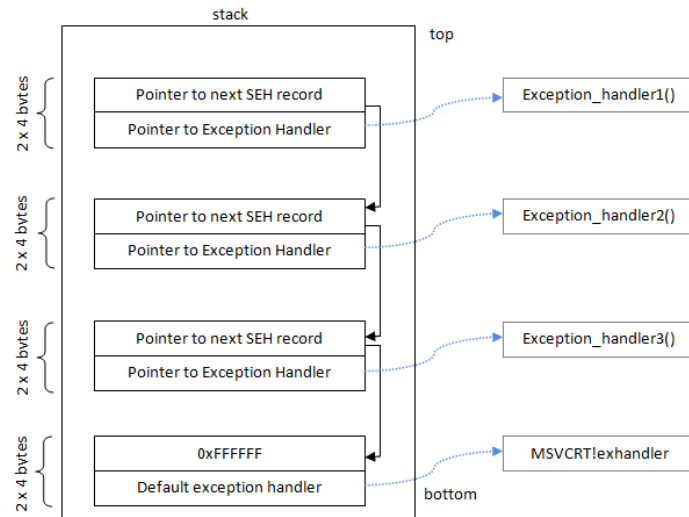 stack
top
2 x 4 bytes
Pointer to next SEH record
Pointer to Exception Handler
Exception_handler1()
2 x 4 bytes
Pointer to next SEH record
Pointer to Exception Handler
Exception_handler2()
2 x 4 bytes
Pointer to next SEH record
Pointer to Exception Handler
Exception_handler3()
2 x 4 bytes
0xFFFFFF
Default exception handler
MSVCRT!exhandler
bottom